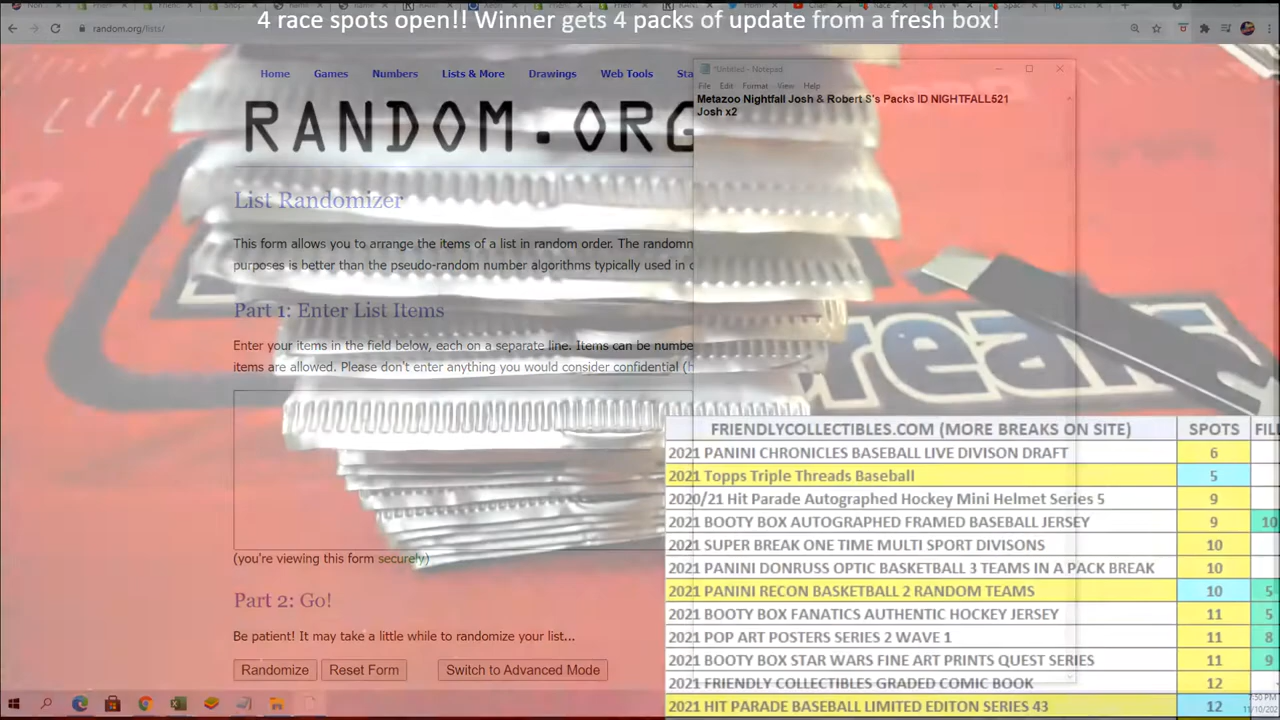 4 race spots open!! Winner gets 4 packs of update from a fresh box!
random.org/lists/
Home Games Numbers Lists & More Drawings Web Tools Sta
RANDOM.ORG
*Untitled - Notepad
File Edit Format View Help
Metazoo Nightfall Josh & Robert S's Packs ID NIGHTFALL521
Josh x2
List Randomizer
This form allows you to arrange the items of a list in random order. The randomn
purposes is better than the pseudo-random number algorithms typically used in c
Part 1: Enter List Items
Enter your items in the field below, each on a separate line. Items can be numbe
items are allowed. Please don't enter anything you would consider confidential (h
(you're viewing this form securely)
Part 2: Go!
Be patient! It may take a little while to randomize your list...
Randomize Reset Form Switch to Advanced Mode
reaks
FRIENDLYCOLLECTIBLES.COM (MORE BREAKS ON SITE) SPOTS FILL
2021 PANINI CHRONICLES BASEBALL LIVE DIVISON DRAFT 6
2021 Topps Triple Threads Baseball 5
2020/21 Hit Parade Autographed Hockey Mini Helmet Series 5 9
2021 BOOTY BOX AUTOGRAPHED FRAMED BASEBALL JERSEY 9 10
2021 SUPER BREAK ONE TIME MULTI SPORT DIVISONS 10
2021 PANINI DONRUSS OPTIC BASKETBALL 3 TEAMS IN A PACK BREAK 10
2021 PANINI RECON BASKETBALL 2 RANDOM TEAMS 10 5
2021 BOOTY BOX FANATICS AUTHENTIC HOCKEY JERSEY 11 5
2021 POP ART POSTERS SERIES 2 WAVE 1 11 8
2021 BOOTY BOX STAR WARS FINE ART PRINTS QUEST SERIES 11 9
2021 FRIENDLY COLLECTIBLES GRADED COMIC BOOK 12
2021 HIT PARADE BASEBALL LIMITED EDITON SERIES 43 12
7:50 PM
11/10/202